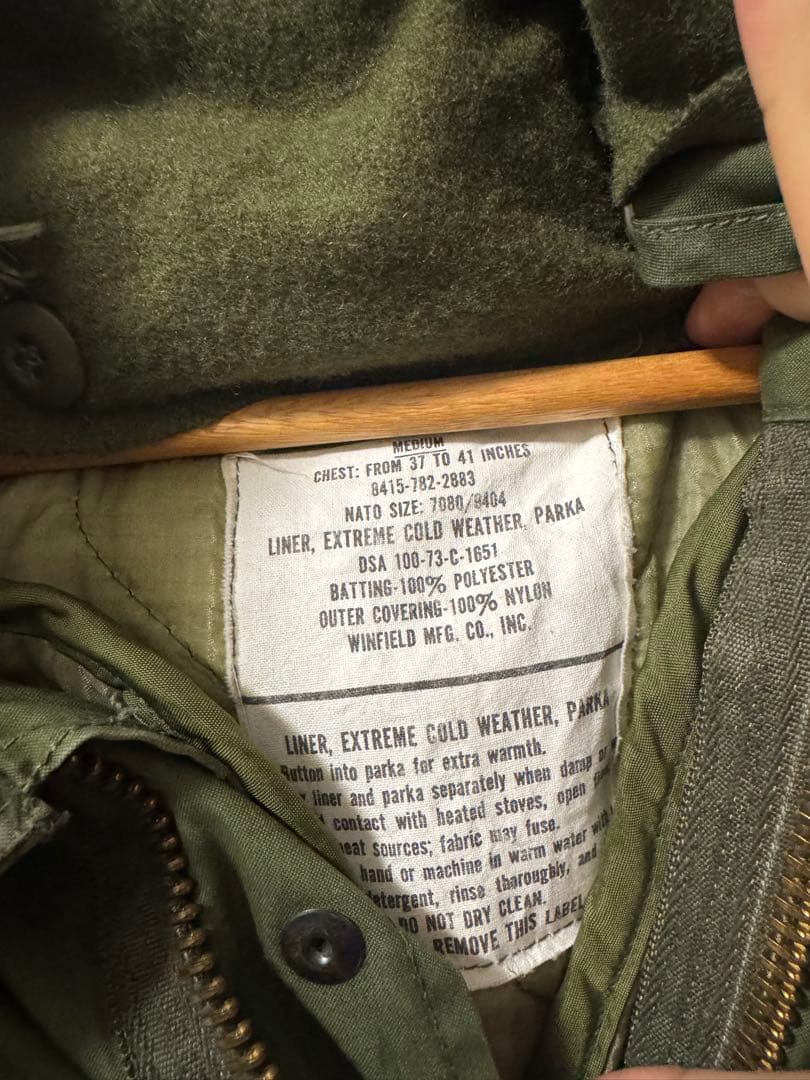 MEDIUM
CHEST: FROM 37 TO 41 INCHES
8415-782-2883
NATO SIZE: 7080/9404
LINER, EXTREME COLD WEATHER, PARKA
DSA 100-73-C-1651
BATTING-100% POLYESTER
OUTER COVERING-100% NYLON
WINFIELD MFG. CO., INC.
LINER, EXTREME COLD WEATHER, PARKA
Button into parka for extra warmth.
liner and parka separately when damp or
contact with heated stoves, open
heat sources; fabric may fuse.
hand or machine in warm water
detergent, rinse thoroughly, and
DO NOT DRY CLEAN.
REMOVE THIS LABEL